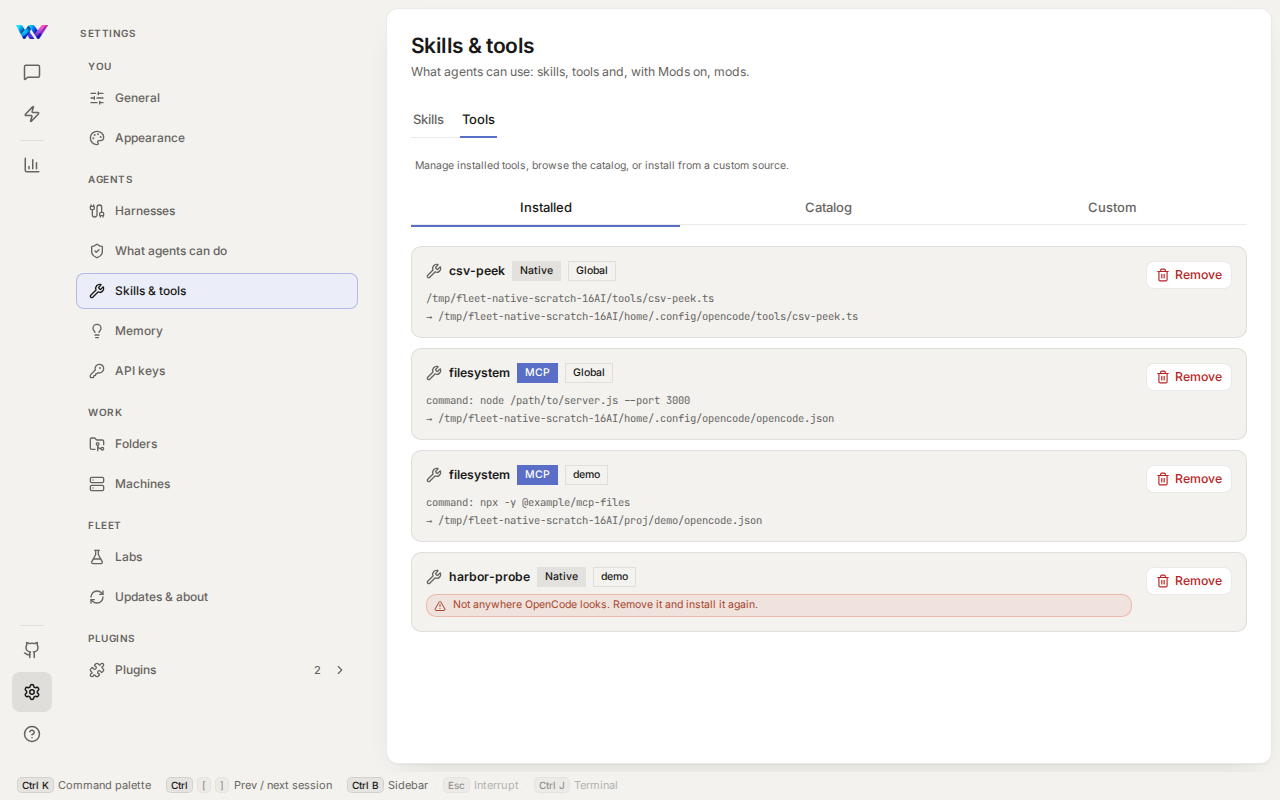 SETTINGS
YOU
General
Appearance
AGENTS
Harnesses
What agents can do
Skills & tools
Memory
API keys
WORK
Folders
Machines
FLEET
Labs
Updates & about
PLUGINS
Plugins 2
Skills & tools
What agents can use: skills, tools and, with Mods on, mods.
Skills Tools
Manage installed tools, browse the catalog, or install from a custom source.
Installed Catalog Custom
csv-peek Native Global Remove
/tmp/fleet-native-scratch-16AI/tools/csv-peek.ts
→ /tmp/fleet-native-scratch-16AI/home/.config/opencode/tools/csv-peek.ts
filesystem MCP Global Remove
command: node /path/to/server.js --port 3000
→ /tmp/fleet-native-scratch-16AI/home/.config/opencode/opencode.json
filesystem MCP demo Remove
command: npx -y @example/mcp-files
→ /tmp/fleet-native-scratch-16AI/proj/demo/opencode.json
harbor-probe Native demo Remove
Not anywhere OpenCode looks. Remove it and install it again.
Ctrl K Command palette Ctrl [ ] Prev / next session Ctrl B Sidebar Esc Interrupt Ctrl J Terminal